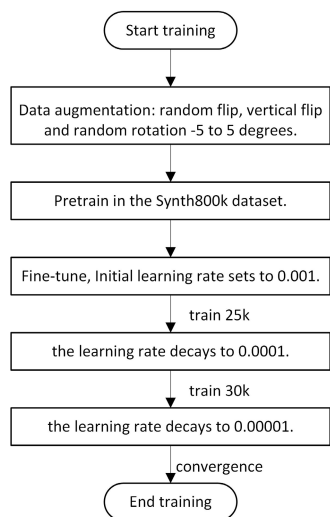 Start training
Data augmentation: random flip, vertical flip
and random rotation -5 to 5 degrees.
Pretrain in the Synth800k dataset.
Fine-tune, Initial learning rate sets to 0.001.
train 25k
the learning rate decays to 0.0001.
train 30k
the learning rate decays to 0.00001.
convergence
End training